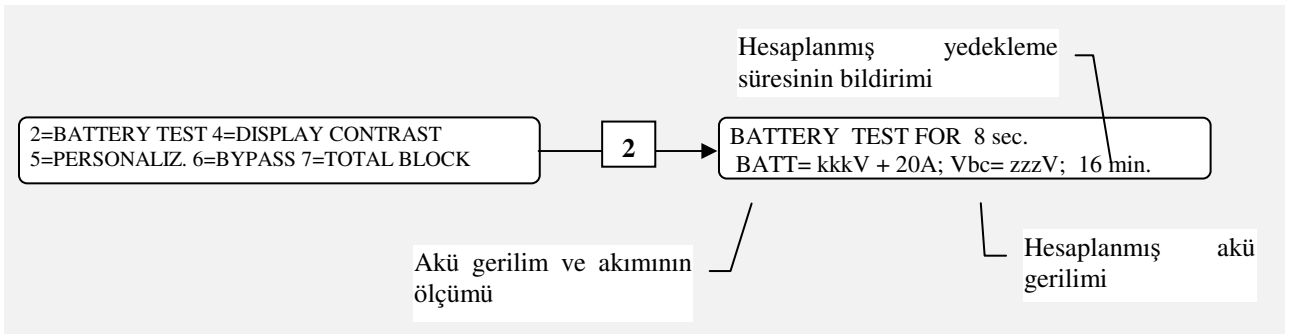 Hesaplanmış yedekleme
süresinin bildirimi
2=BATTERY TEST 4=DISPLAY CONTRAST
5=PERSONALIZ. 6=BYPASS 7=TOTAL BLOCK
2
BATTERY TEST FOR 8 sec.
BATT= kkkV + 20A; Vbc= zzzV; 16 min.
Akü gerilim ve akımının
ölçümü
Hesaplanmış akü
gerilimi